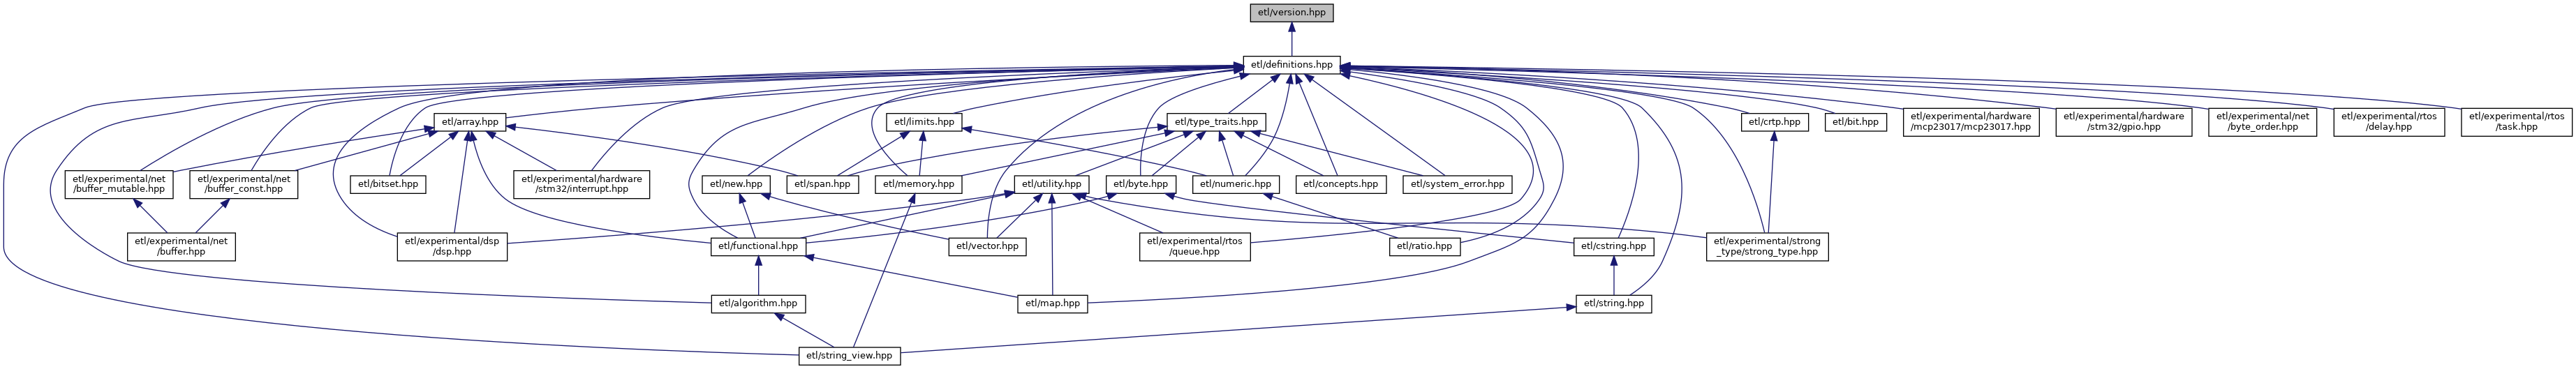 etl/version.hpp
etl/definitions.hpp
etl/array.hpp
etl/limits.hpp
etl/type_traits.hpp
etl/crtp.hpp
etl/bit.hpp
etl/experimental/hardware
/mcp23017/mcp23017.hpp
etl/experimental/hardware
/stm32/gpio.hpp
etl/experimental/net
/byte_order.hpp
etl/experimental/rtos
/delay.hpp
etl/experimental/rtos
/task.hpp
etl/experimental/net
/buffer_mutable.hpp
etl/experimental/net
/buffer_const.hpp
etl/bitset.hpp
etl/experimental/hardware
/stm32/interrupt.hpp
etl/new.hpp
etl/span.hpp
etl/memory.hpp
etl/utility.hpp
etl/byte.hpp
etl/numeric.hpp
etl/concepts.hpp
etl/system_error.hpp
etl/experimental/net
/buffer.hpp
etl/experimental/dsp
/dsp.hpp
etl/functional.hpp
etl/vector.hpp
etl/experimental/rtos
/queue.hpp
etl/ratio.hpp
etl/cstring.hpp
etl/experimental/strong
_type/strong_type.hpp
etl/algorithm.hpp
etl/map.hpp
etl/string.hpp
etl/string_view.hpp